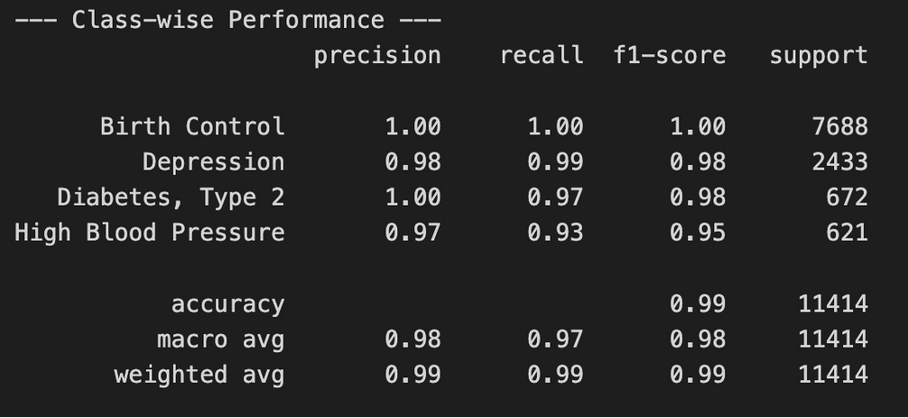 --- Class-wise Performance ---
precision recall f1-score support
Birth Control 1.00 1.00 1.00 7688
Depression 0.98 0.99 0.98 2433
Diabetes, Type 2 1.00 0.97 0.98 672
High Blood Pressure 0.97 0.93 0.95 621
accuracy 0.99 11414
macro avg 0.98 0.97 0.98 11414
weighted avg 0.99 0.99 0.99 11414